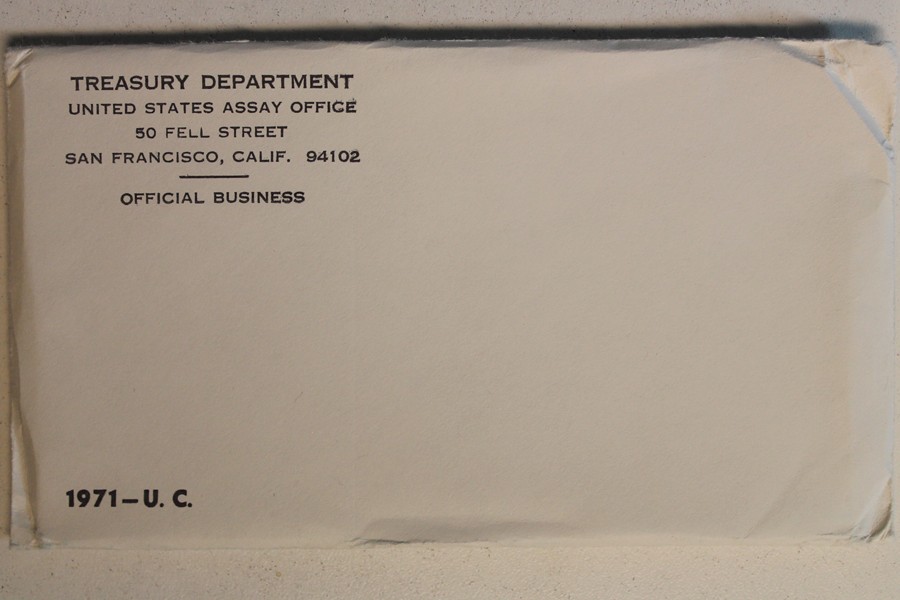 TREASURY DEPARTMENT
UNITED STATES ASSAY OFFICE
50 FELL STREET
SAN FRANCISCO, CALIF. 94102
OFFICIAL BUSINESS
1971—U. C.